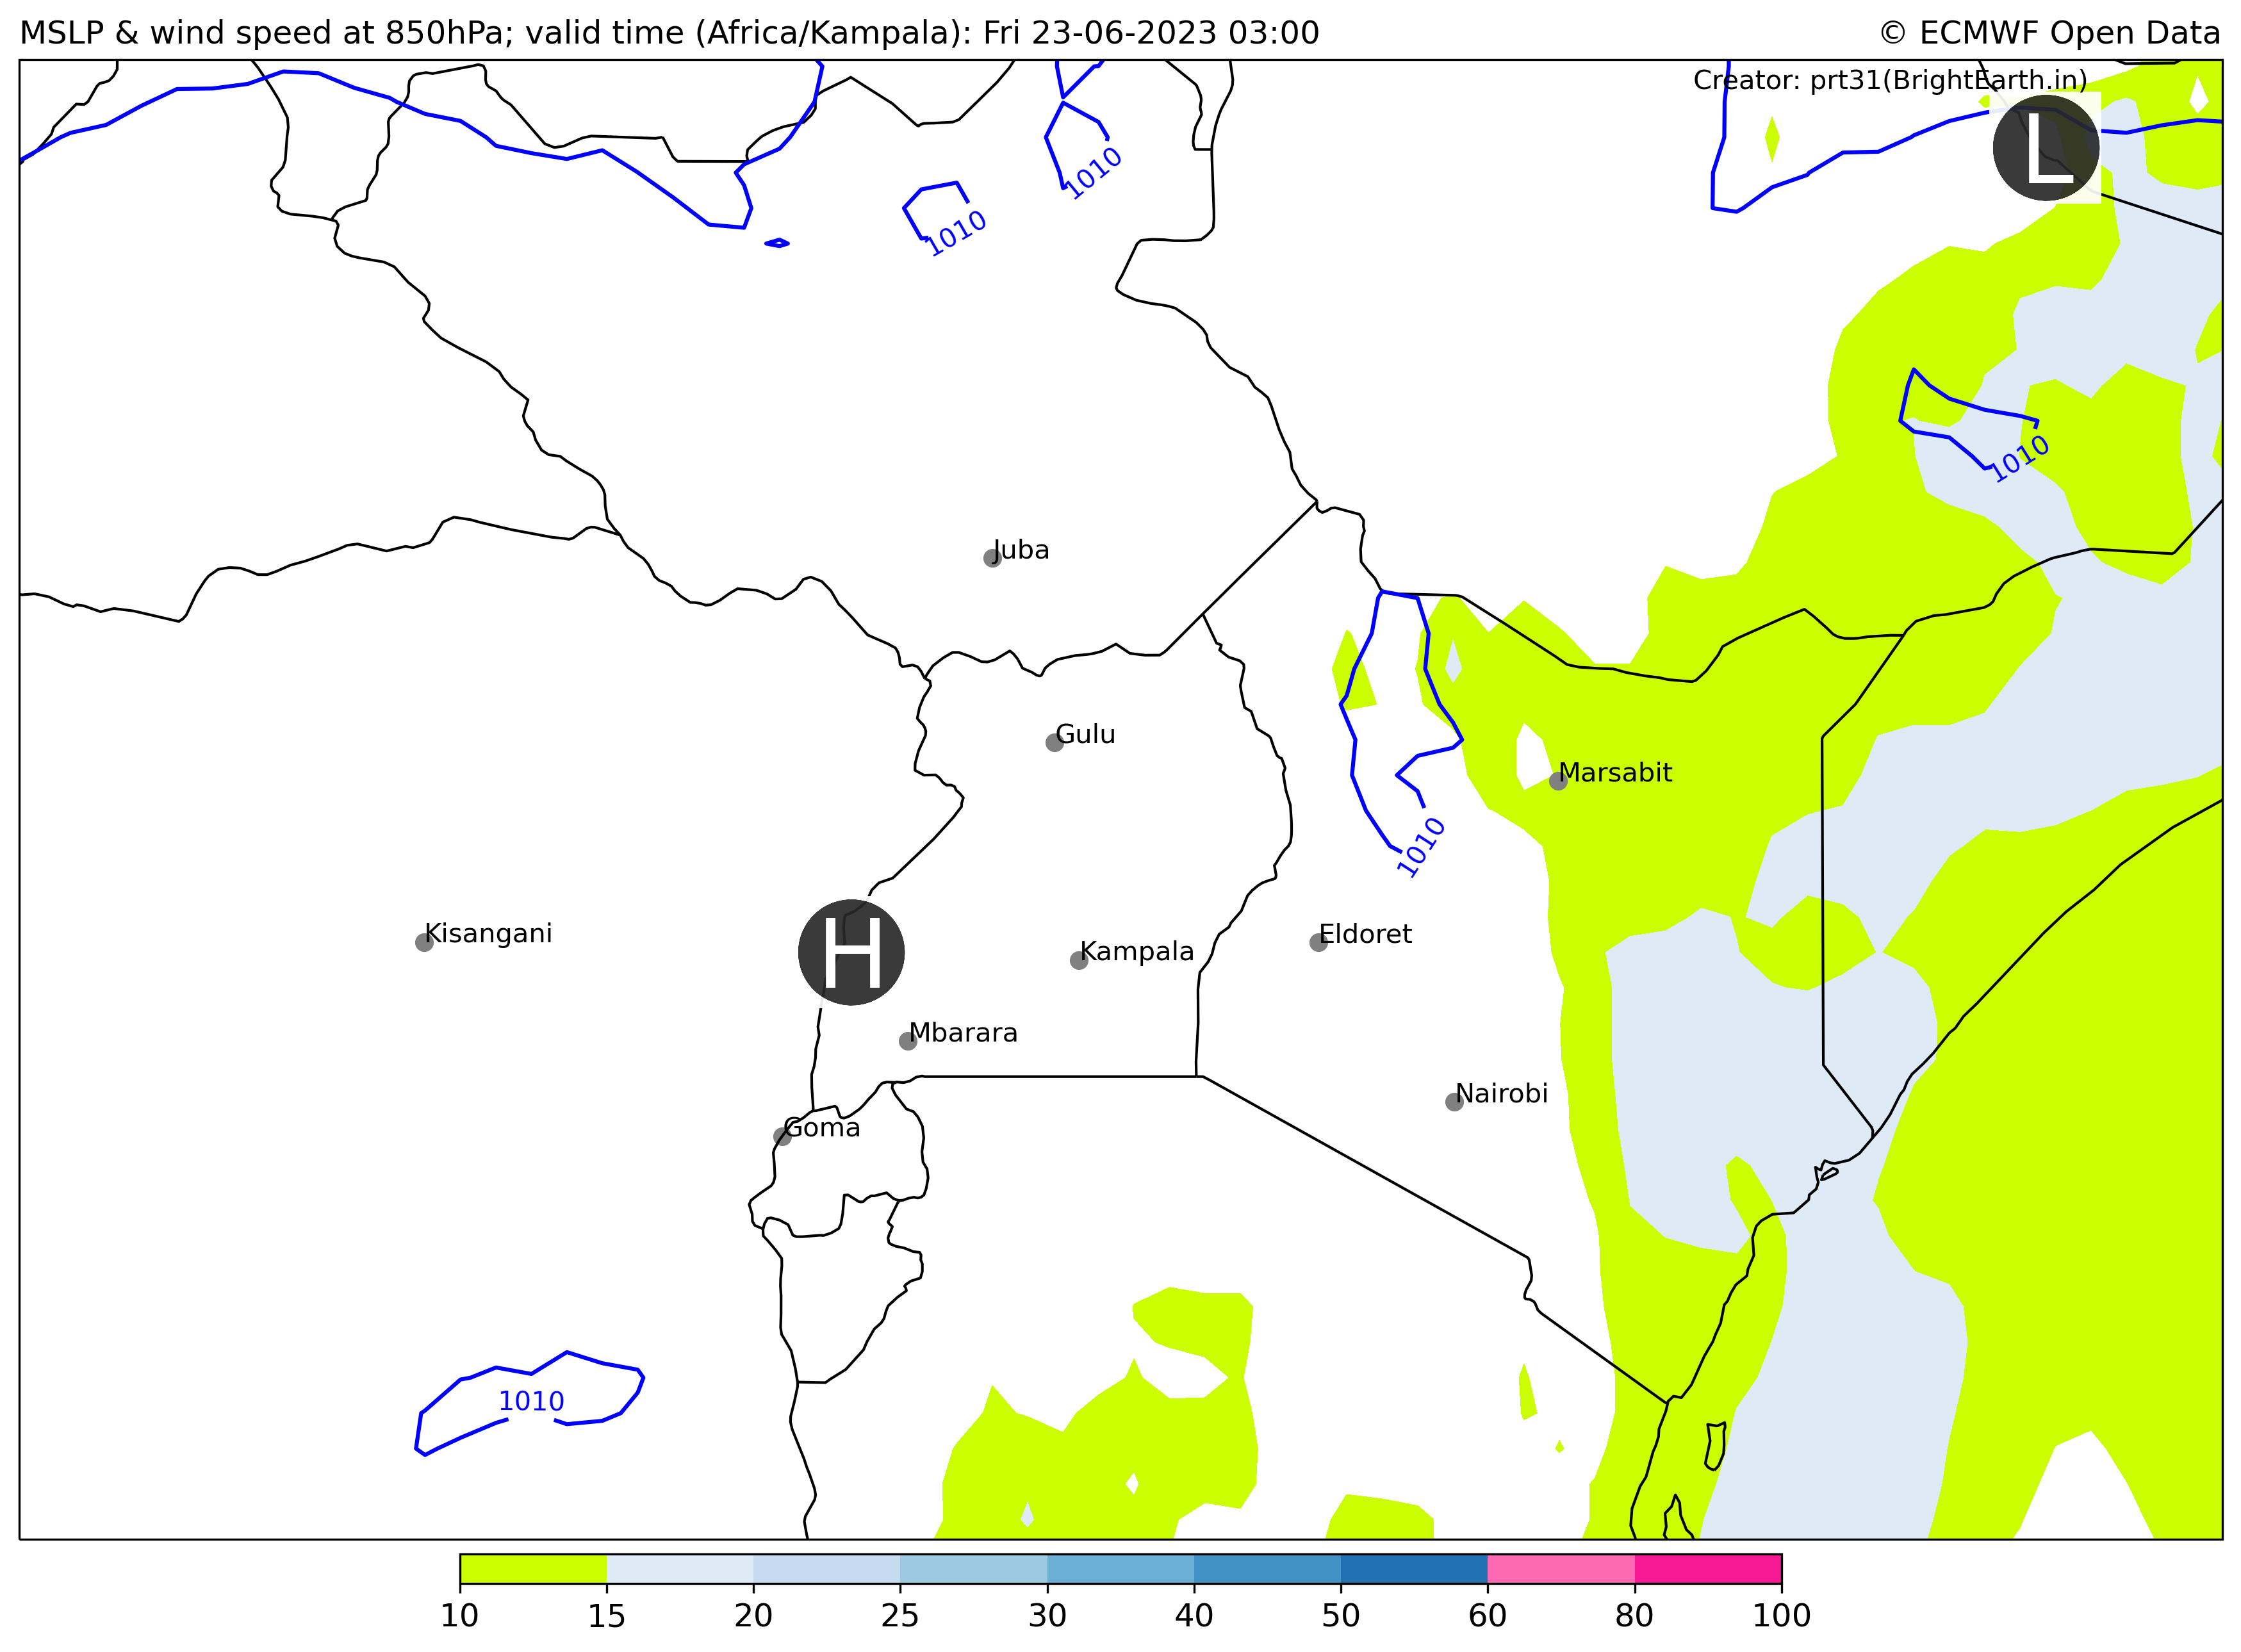 MSLP & wind speed at 850hPa; valid time (Africa/Kampala): Fri 23-06-2023 03:00
© ECMWF Open Data
Creator: prt31(BrightEarth.in)
L
1010
1010
1010
Juba
Gulu
Marsabit
1010
Kisangani
H
Kampala
Eldoret
Mbarara
Nairobi
Goma
1010
10 15 20 25 30 40 50 60 80 100